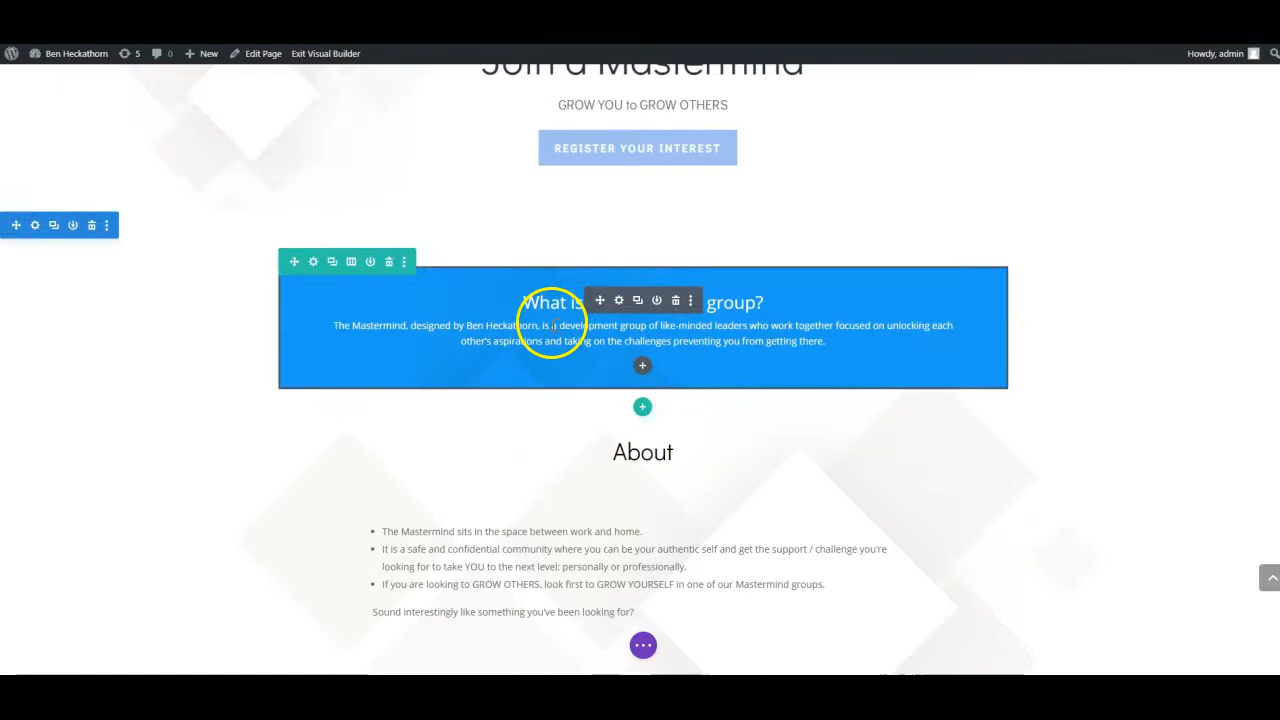 Ben Heckathorn 5 0 New Edit Page Exit Visual Builder Howdy, admin
Join a Mastermind
GROW YOU to GROW OTHERS
REGISTER YOUR INTEREST
What is group?
The Mastermind, designed by Ben Heckathorn, is development group of like-minded leaders who work together focused on unlocking each
other's aspirations and taking on the challenges preventing you from getting there.
About
The Mastermind sits in the space between work and home.
It is a safe and confidential community where you can be your authentic self and get the support / challenge you're
looking for to take YOU to the next level: personally or professionally.
If you are looking to GROW OTHERS, look first to GROW YOURSELF in one of our Mastermind groups.
Sound interestingly like something you've been looking for?